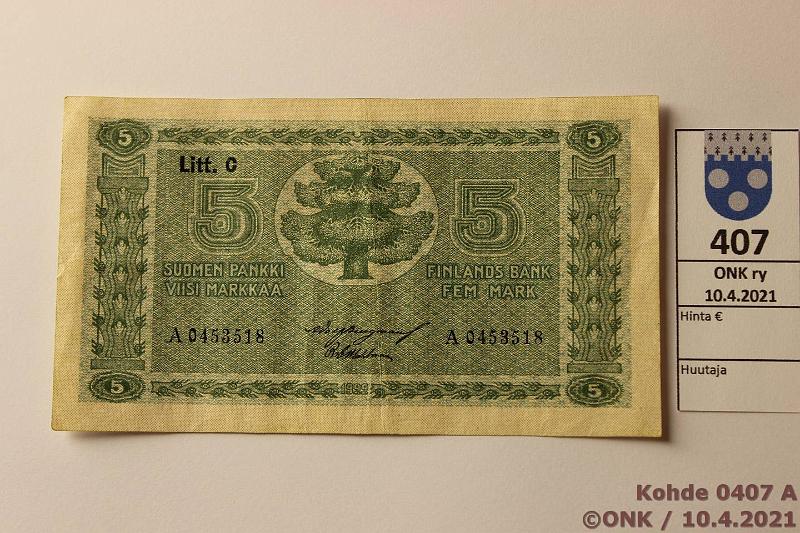 5 5
Litt. C
5 5
SUOMEN PANKKI FINLANDS BANK
VIISI MARKKAA FEM MARK
A 0453518 A 0453518
5 5
407
ONK ry
10.4.2021
Hinta €
Huutaja
Kohde 0407 A
©ONK / 10.4.2021